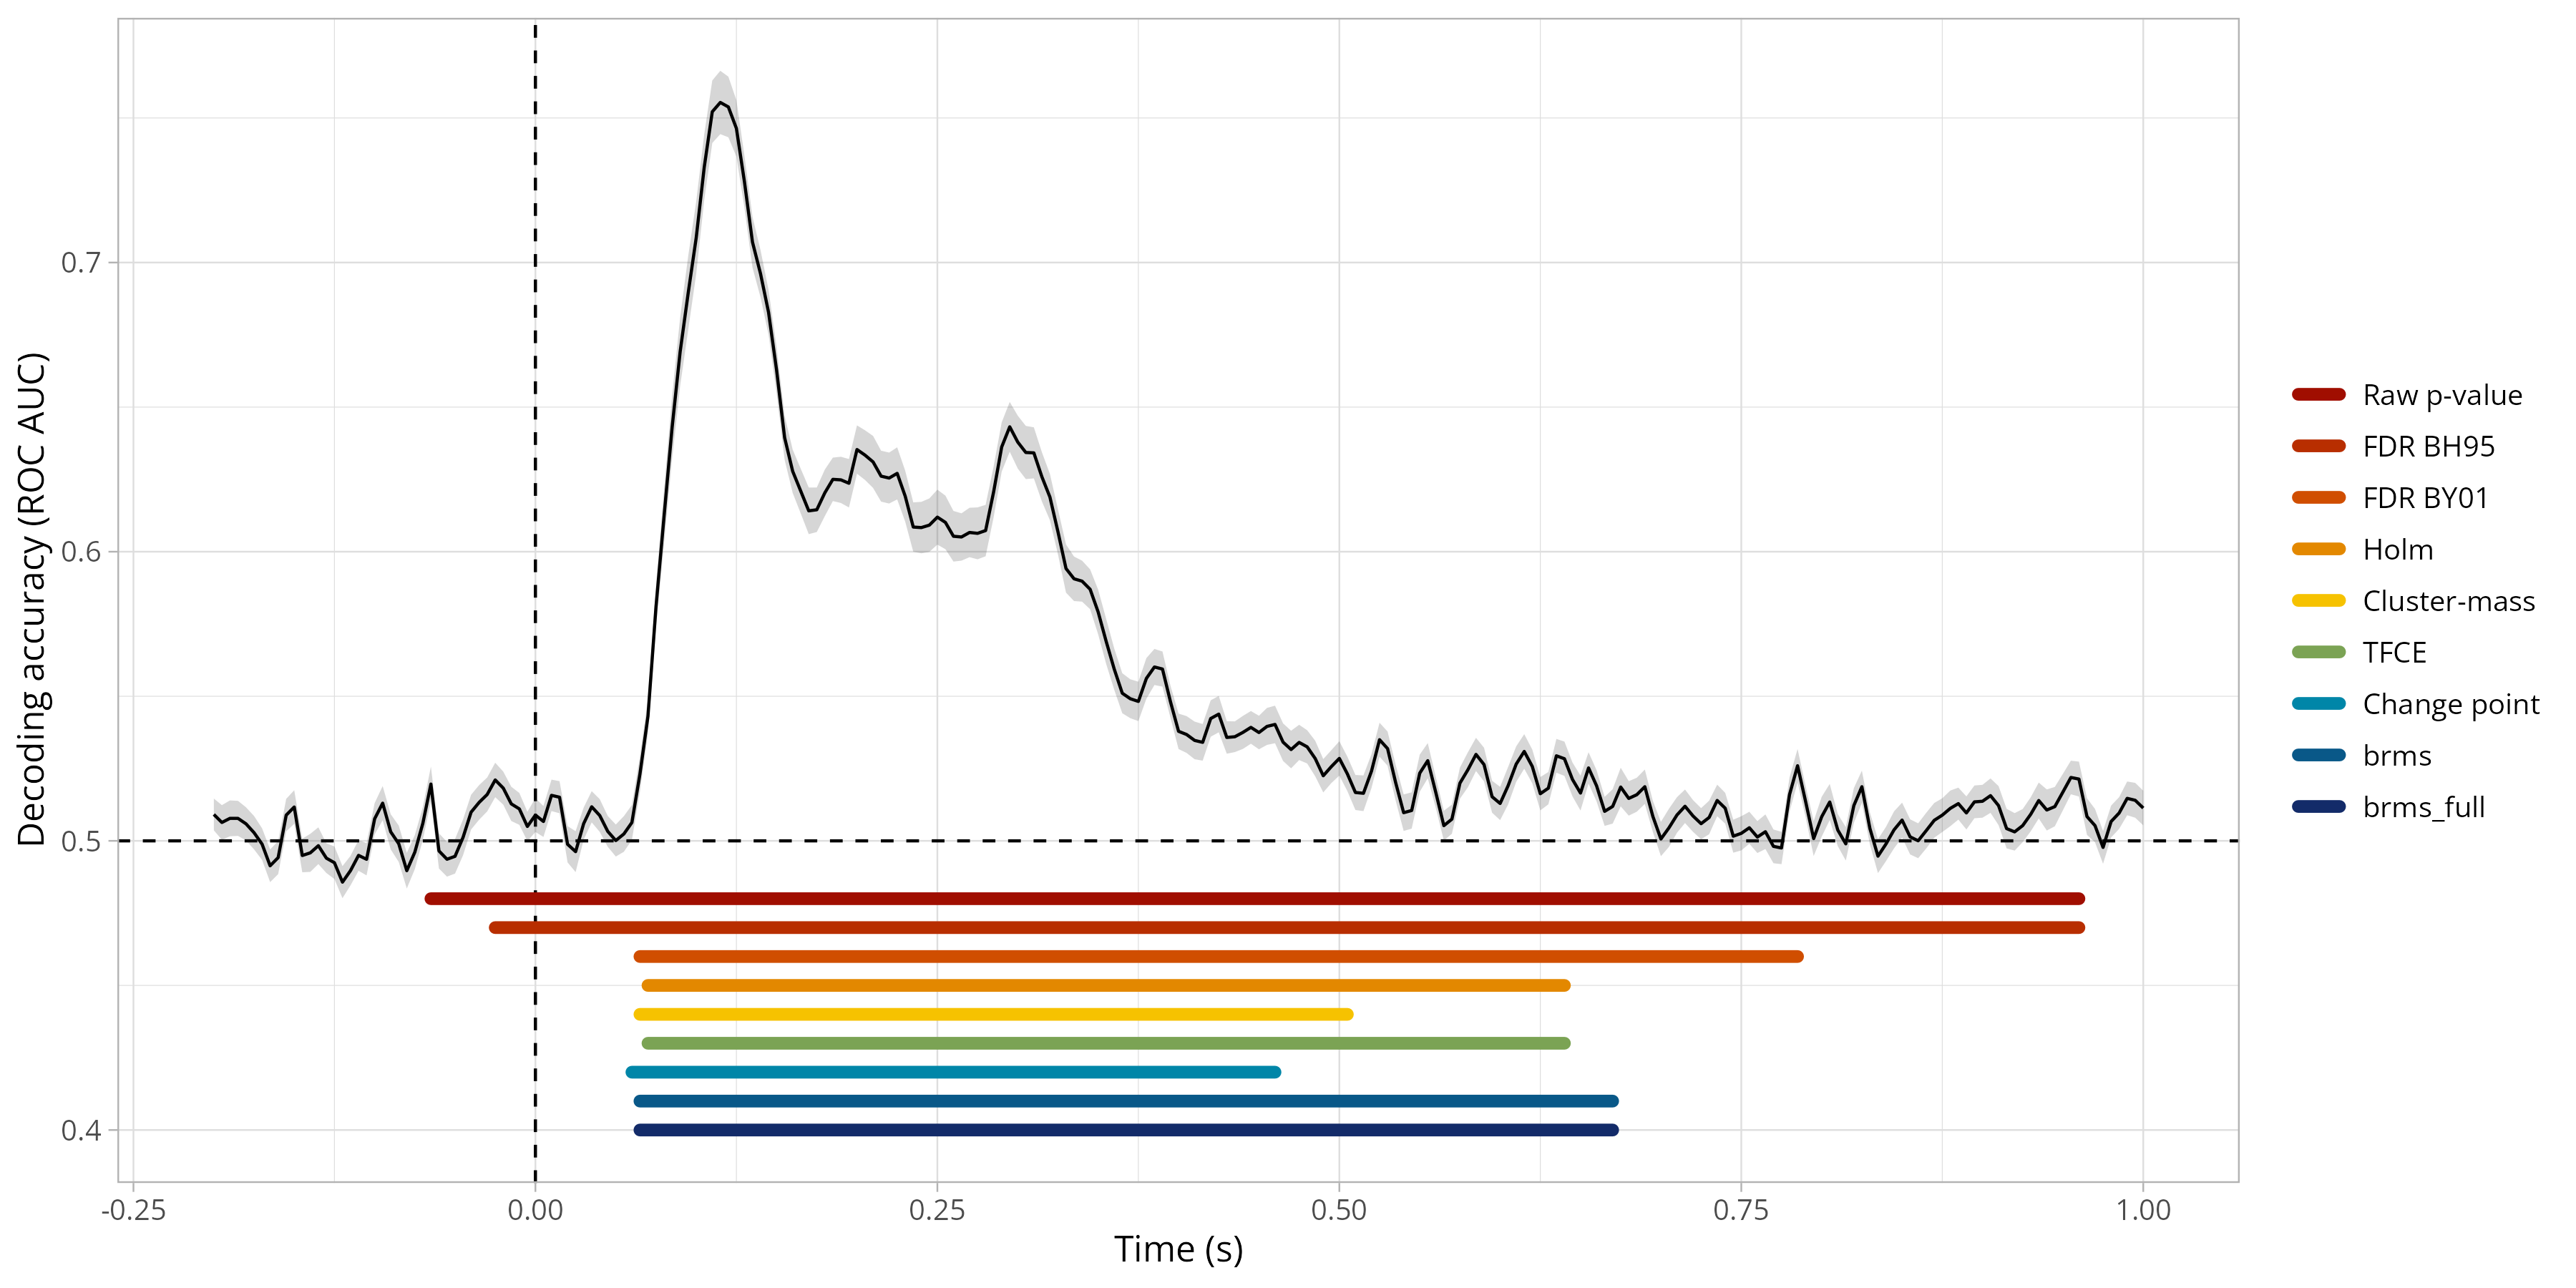 Decoding accuracy (ROC AUC)
0.7
0.6
0.5
0.4
-0.25
0.00
0.25
0.50
0.75
1.00
Time (s)
Raw p-value
FDR BH95
FDR BY01
Holm
Cluster-mass
TFCE
Change point
brms
brms_full